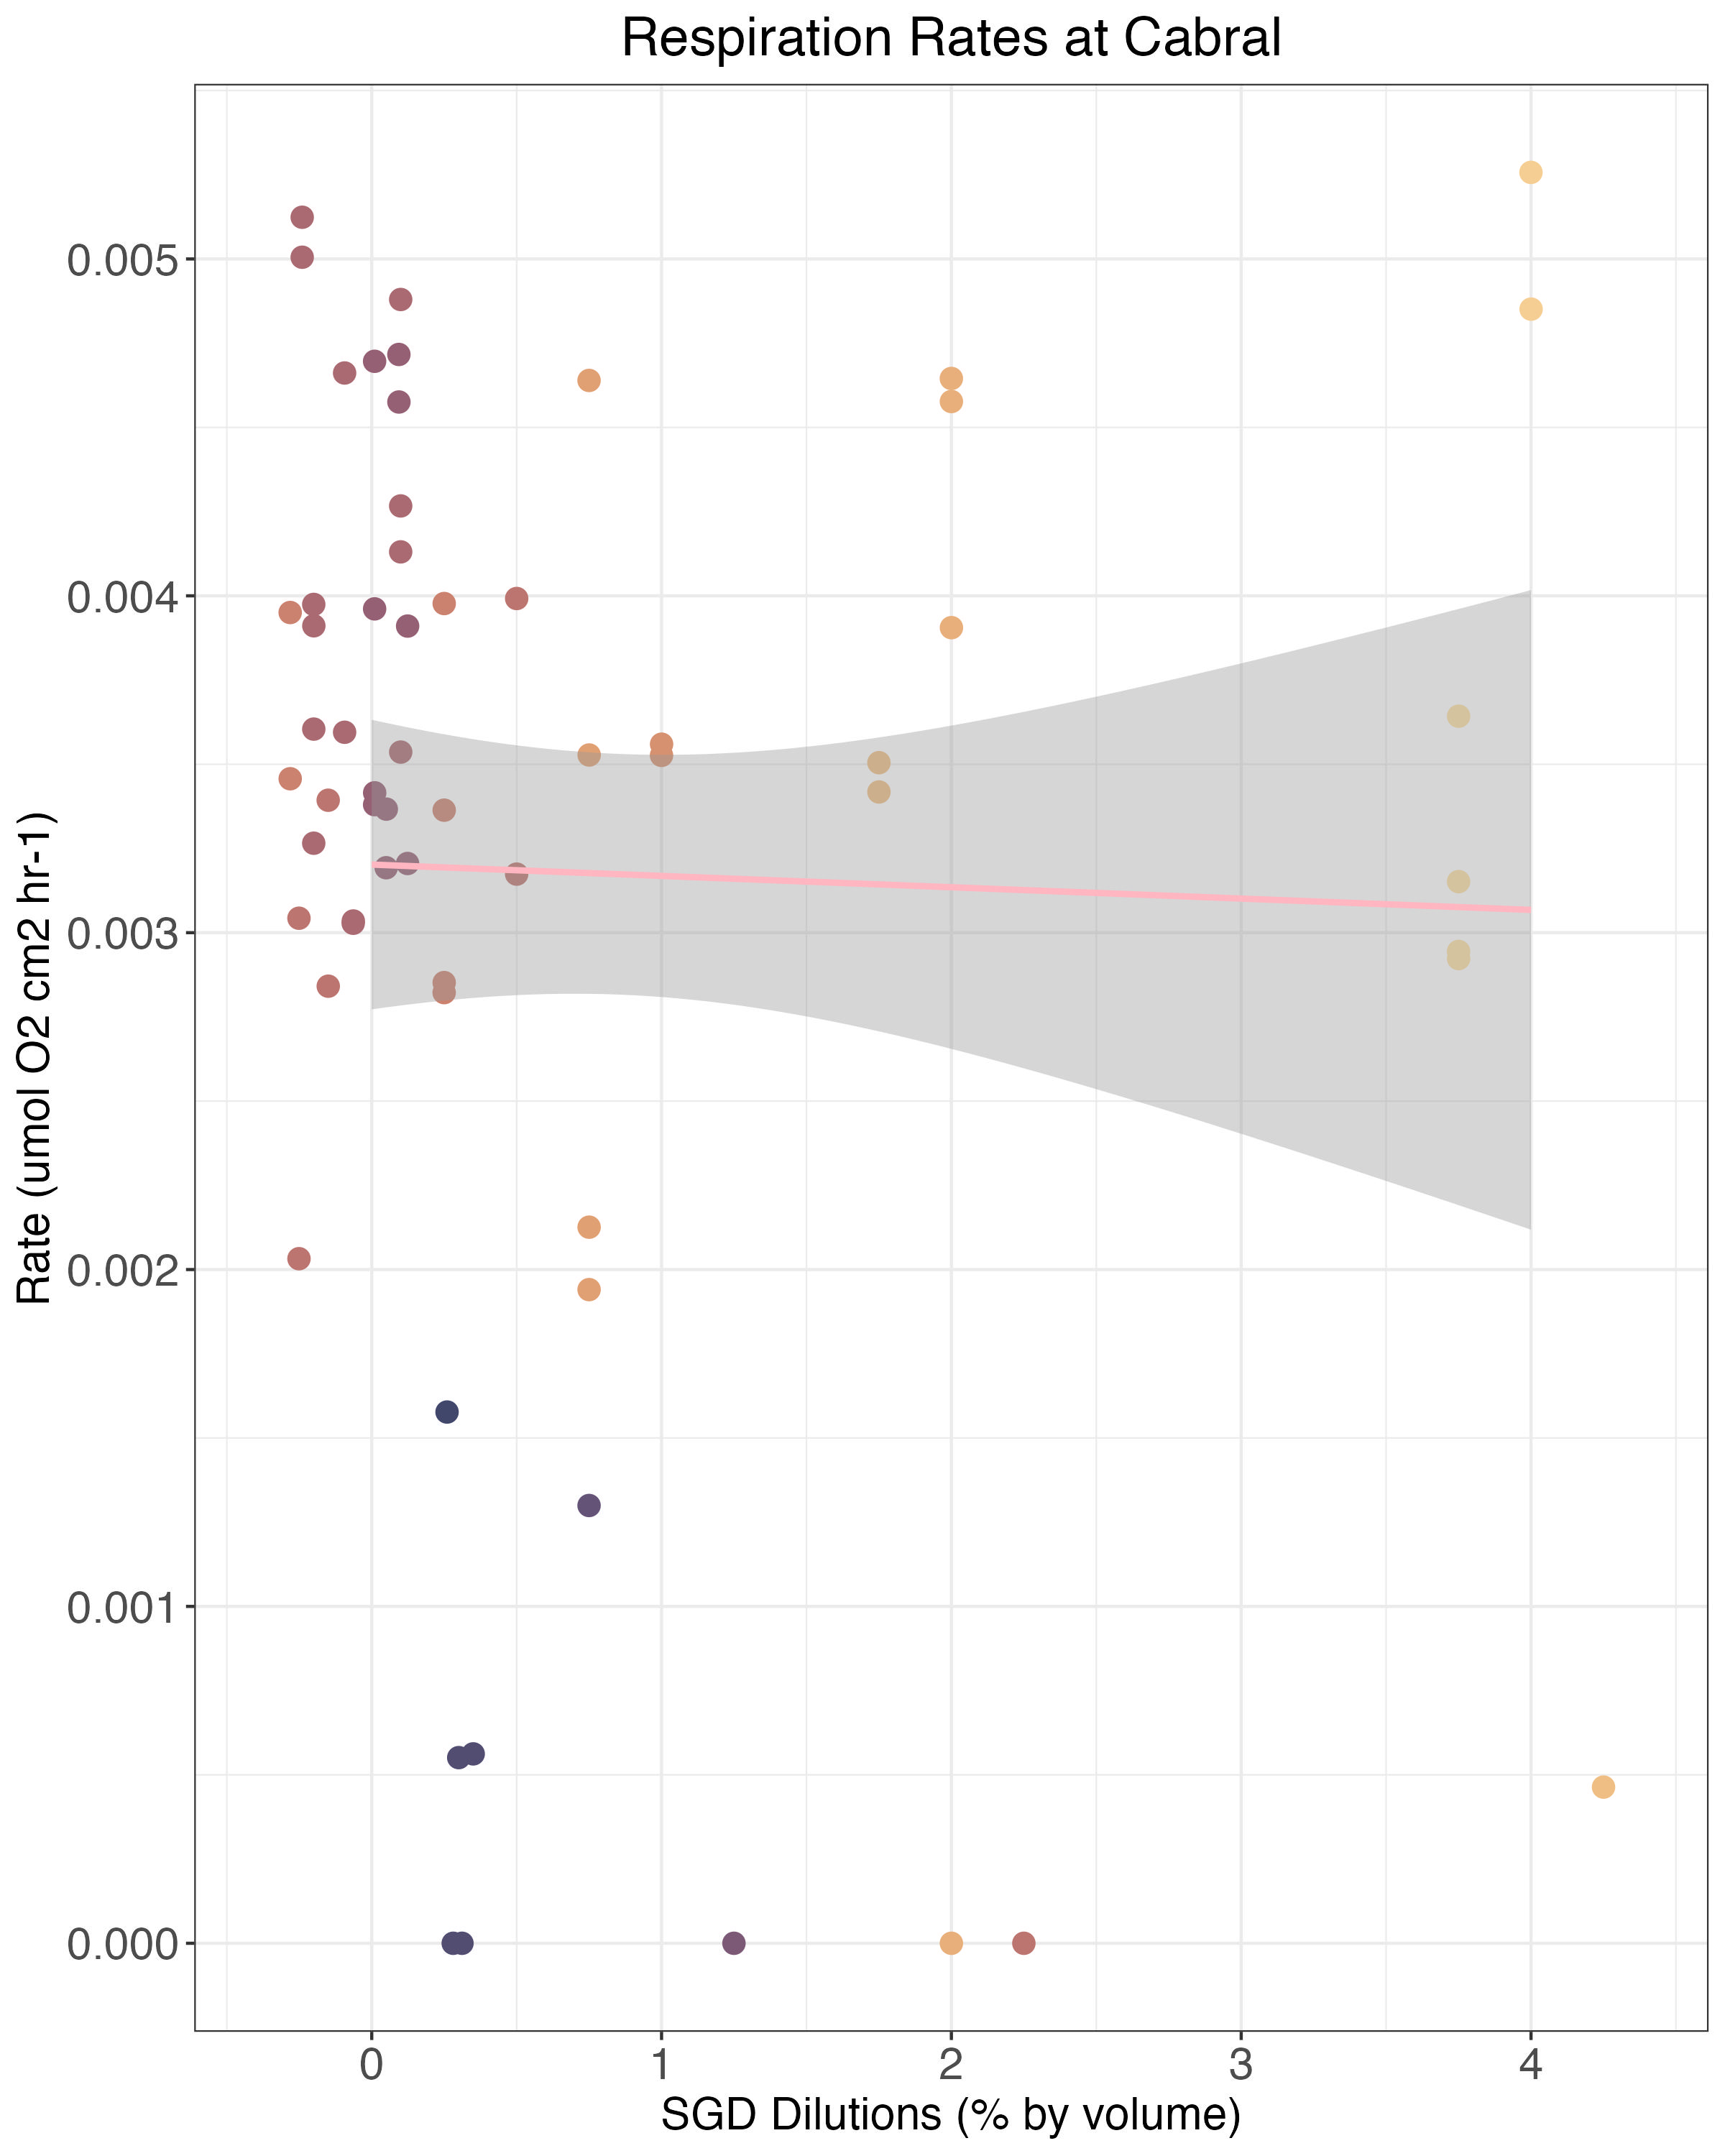 Respiration Rates at Cabral
Rate (umol O2 cm2 hr-1)
0.005
0.004
0.003
0.002
0.001
0.000
0 1 2 3 4
SGD Dilutions (% by volume)